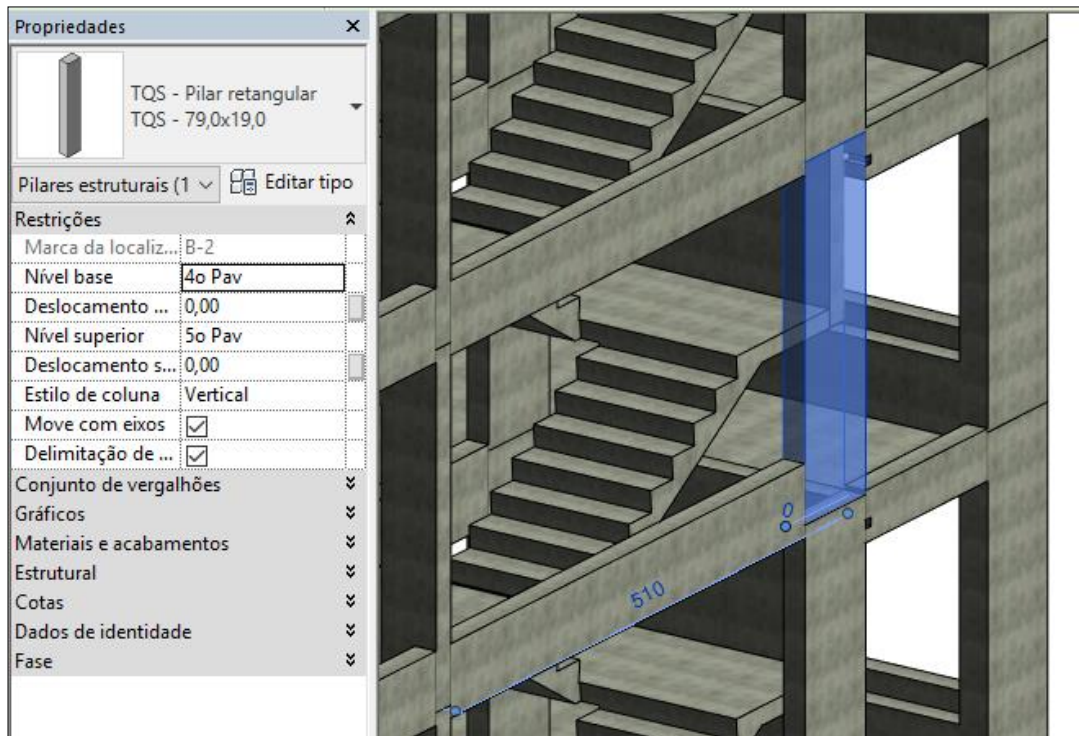 Propriedades
TQS - Pilar retangular
TQS - 79,0x19,0
Pilares estruturais (1
Editar tipo
Restrições
Marca da localiz... B-2
Nível base 4o Pav
Deslocamento ... 0,00
Nível superior 5o Pav
Deslocamento s... 0,00
Estilo de coluna Vertical
Move com eixos
Delimitação de ...
Conjunto de vergalhões
Gráficos
Materiais e acabamentos
Estrutural
Cotas
Dados de identidade
Fase
0
510